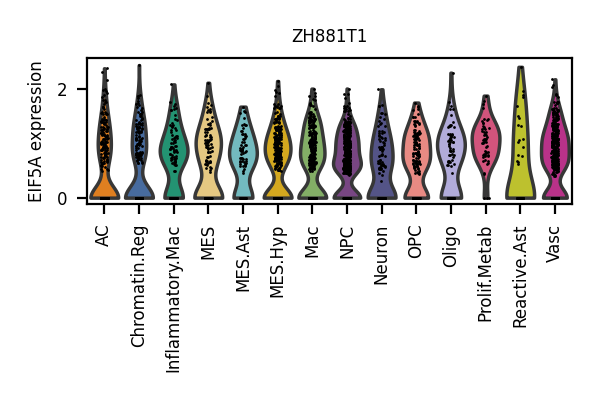 ZH881T1
EIF5A expression
2
0
AC
Chromatin.Reg
Inflammatory.Mac
MES
MES.Ast
MES.Hyp
Mac
NPC
Neuron
OPC
Oligo
Prolif.Metab
Reactive.Ast
Vasc